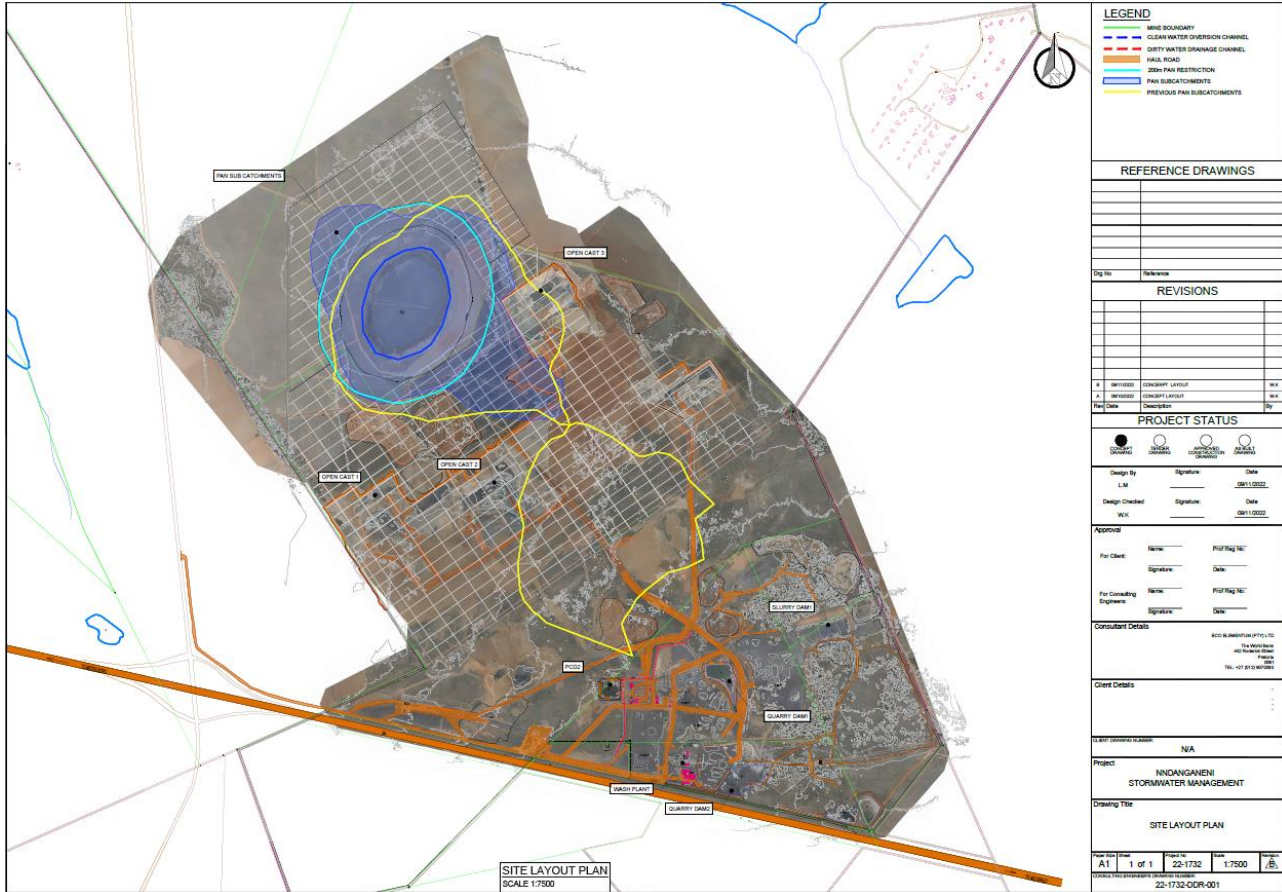 LEGEND
MINE BOUNDARY
CLEAN WATER DIVERSION CHANNEL
DIRTY WATER DRAINAGE CHANNEL
HAUL ROAD
200m PAN RESTRICTION
PAN SUBCATCHMENTS
PREVIOUS PAN SUBCATCHMENTS
N
PAN SUB CATCHMENTS
OPEN CAST 3
OPEN CAST 1
OPEN CAST 2
SLURRY DAM1
PCD2
QUARRY DAM1
WASH PLANT
QUARRY DAM2
SITE LAYOUT PLAN
SCALE 1:7500
REFERENCE DRAWINGS
Drg No Reference
REVISIONS
B 09/11/2022 CONCEPT LAYOUT W.K
A CONCEPT LAYOUT W.K
Rev Date Description By
PROJECT STATUS
CONCEPT DRAWING
TENDER DRAWING
APPROVED CONSTRUCTION DRAWING
AS BUILT DRAWING
Design By Signature: Date
L.M 09/11/2022
Design Checked Signature: Date
W.K 09/11/2022
Approval
For Client: Name: Prof Reg No:
Signature: Date:
For Consulting Engineers: Name: Prof Reg No:
Signature: Date:
Consultant Details
ECO ELEMENTUM (PTY) LTD
Client Details
CLIENT DRAWING NUMBER:
N/A
Project
NNDANGANENI
STORMWATER MANAGEMENT
Drawing Title
SITE LAYOUT PLAN
Paper Size Sheet Project No Scale Revision
A1 1 of 1 22-1732 1:7500 B
CONSULTING ENGINEER'S DRAWING NUMBER:
22-1732-DDR-001